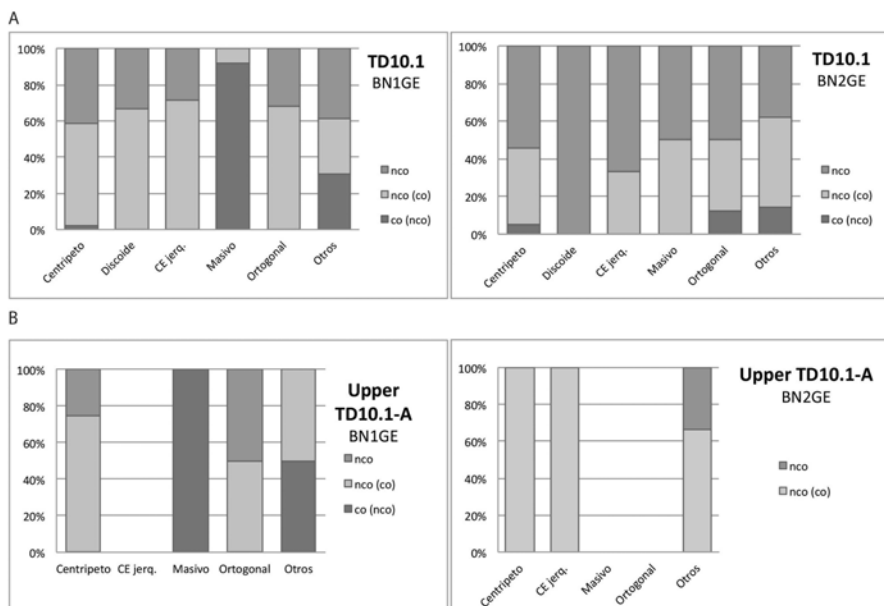 A
100%
80%
60%
40%
20%
0%
Centripeto
Discoide
CE jerq.
Masivo
Ortogonal
Otros
TD10.1
BN1GE
nco
nco (co)
co (nco)
100%
80%
60%
40%
20%
0%
Centripeto
Discoide
CE jerq.
Masivo
Ortogonal
Otros
TD10.1
BN2GE
nco
nco (co)
co (nco)
B
100%
80%
60%
40%
20%
0%
Centripeto
CE jerq.
Masivo
Ortogonal
Otros
Upper
TD10.1-A
BN1GE
nco
nco (co)
co (nco)
100%
80%
60%
40%
20%
0%
Centripeto
CE jerq.
Masivo
Ortogonal
Otros
Upper TD10.1-A
BN2GE
nco
nco (co)